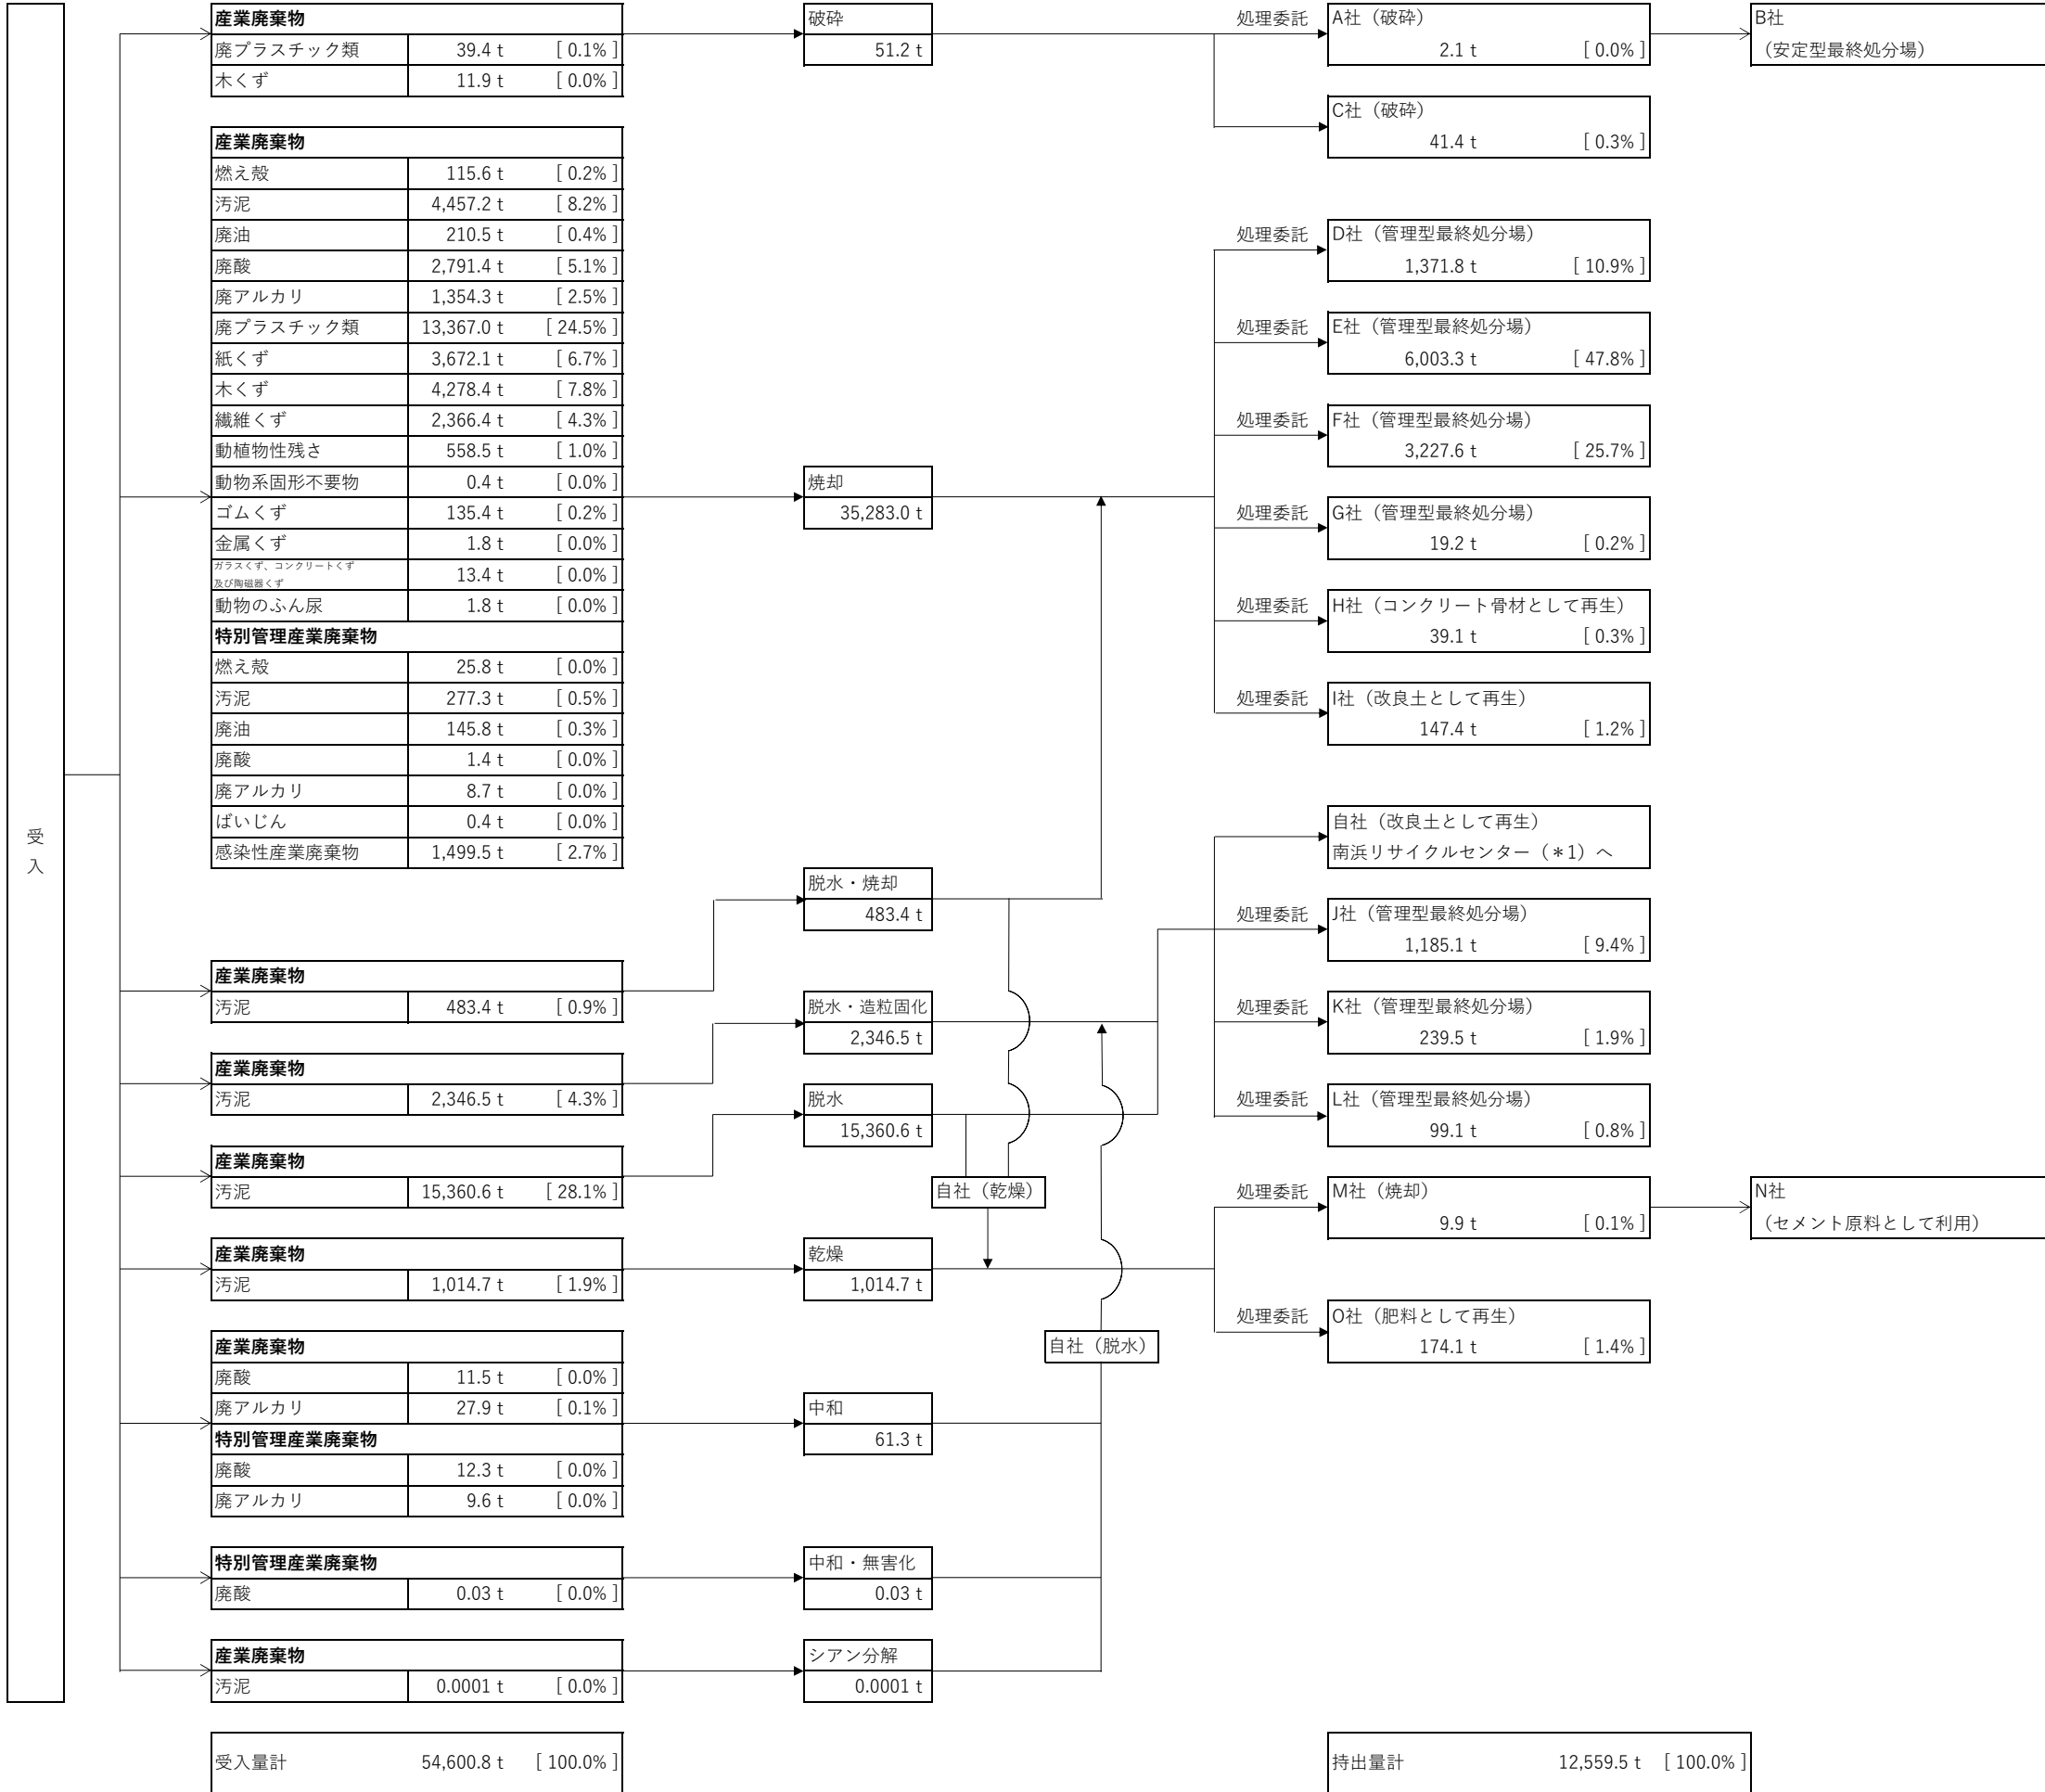 受
入
産業廃棄物
廃プラスチック類 39.4 t [ 0.1% ]
木くず 11.9 t [ 0.0% ]
産業廃棄物
燃え殻 115.6 t [ 0.2% ]
汚泥 4,457.2 t [ 8.2% ]
廃油 210.5 t [ 0.4% ]
廃酸 2,791.4 t [ 5.1% ]
廃アルカリ 1,354.3 t [ 2.5% ]
廃プラスチック類 13,367.0 t [ 24.5% ]
紙くず 3,672.1 t [ 6.7% ]
木くず 4,278.4 t [ 7.8% ]
繊維くず 2,366.4 t [ 4.3% ]
動植物性残さ 558.5 t [ 1.0% ]
動物系固形不要物 0.4 t [ 0.0% ]
ゴムくず 135.4 t [ 0.2% ]
金属くず 1.8 t [ 0.0% ]
ガラスくず、コンクリートくず
及び陶磁器くず 13.4 t [ 0.0% ]
動物のふん尿 1.8 t [ 0.0% ]
特別管理産業廃棄物
燃え殻 25.8 t [ 0.0% ]
汚泥 277.3 t [ 0.5% ]
廃油 145.8 t [ 0.3% ]
廃酸 1.4 t [ 0.0% ]
廃アルカリ 8.7 t [ 0.0% ]
ばいじん 0.4 t [ 0.0% ]
感染性産業廃棄物 1,499.5 t [ 2.7% ]
産業廃棄物
汚泥 483.4 t [ 0.9% ]
産業廃棄物
汚泥 2,346.5 t [ 4.3% ]
産業廃棄物
汚泥 15,360.6 t [ 28.1% ]
産業廃棄物
汚泥 1,014.7 t [ 1.9% ]
産業廃棄物
廃酸 11.5 t [ 0.0% ]
廃アルカリ 27.9 t [ 0.1% ]
特別管理産業廃棄物
廃酸 12.3 t [ 0.0% ]
廃アルカリ 9.6 t [ 0.0% ]
特別管理産業廃棄物
廃酸 0.03 t [ 0.0% ]
産業廃棄物
汚泥 0.0001 t [ 0.0% ]
受入量計 54,600.8 t [ 100.0% ]
破砕
51.2 t
焼却
35,283.0 t
脱水・焼却
483.4 t
脱水・造粒固化
2,346.5 t
脱水
15,360.6 t
自社（乾燥）
乾燥
1,014.7 t
自社（脱水）
中和
61.3 t
中和・無害化
0.03 t
シアン分解
0.0001 t
処理委託 A社（破砕）
2.1 t [ 0.0% ]
B社
（安定型最終処分場）
C社（破砕）
41.4 t [ 0.3% ]
処理委託 D社（管理型最終処分場）
1,371.8 t [ 10.9% ]
処理委託 E社（管理型最終処分場）
6,003.3 t [ 47.8% ]
処理委託 F社（管理型最終処分場）
3,227.6 t [ 25.7% ]
処理委託 G社（管理型最終処分場）
19.2 t [ 0.2% ]
処理委託 H社（コンクリート骨材として再生）
39.1 t [ 0.3% ]
処理委託 I社（改良土として再生）
147.4 t [ 1.2% ]
自社（改良土として再生）
南浜リサイクルセンター（＊1）へ
処理委託 J社（管理型最終処分場）
1,185.1 t [ 9.4% ]
処理委託 K社（管理型最終処分場）
239.5 t [ 1.9% ]
処理委託 L社（管理型最終処分場）
99.1 t [ 0.8% ]
処理委託 M社（焼却）
9.9 t [ 0.1% ]
N社
（セメント原料として利用）
処理委託 O社（肥料として再生）
174.1 t [ 1.4% ]
持出量計 12,559.5 t [ 100.0% ]